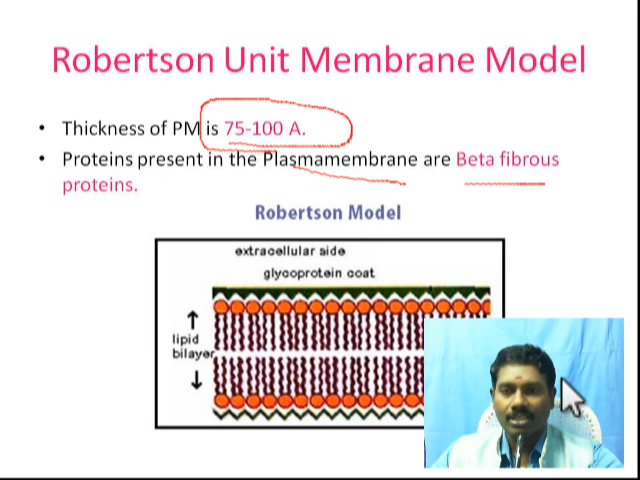 Robertson Unit Membrane Model
• Thickness of PM is 75-100 A.
• Proteins present in the Plasmamembrane are Beta fibrous
proteins.
Robertson Model
extracellular side
glycoprotein coat
lipid
bilayer